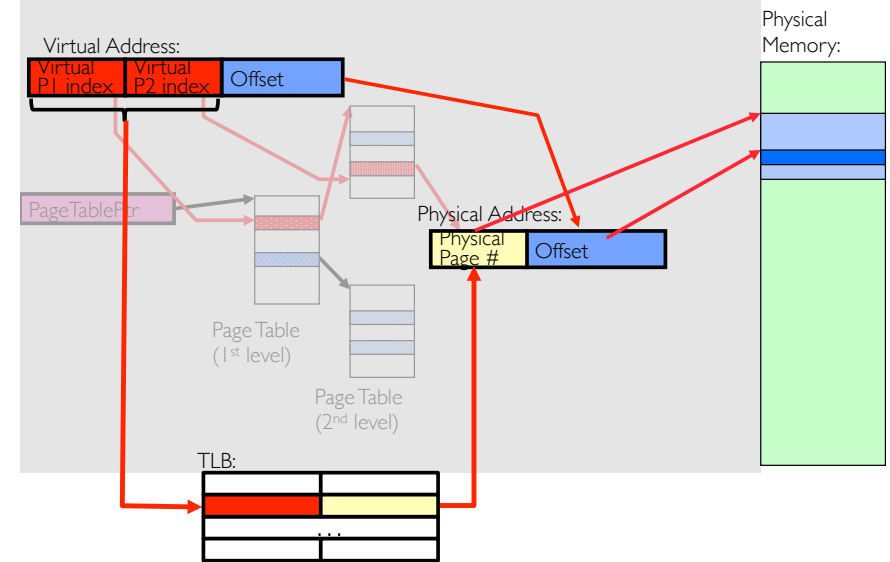 Physical
Memory:
Virtual Address:
Virtual
P1 index
Virtual
P2 index
Offset
PageTablePtr
Physical Address:
Physical
Page #
Offset
Page Table
(1st level)
Page Table
(2nd level)
TLB:
...